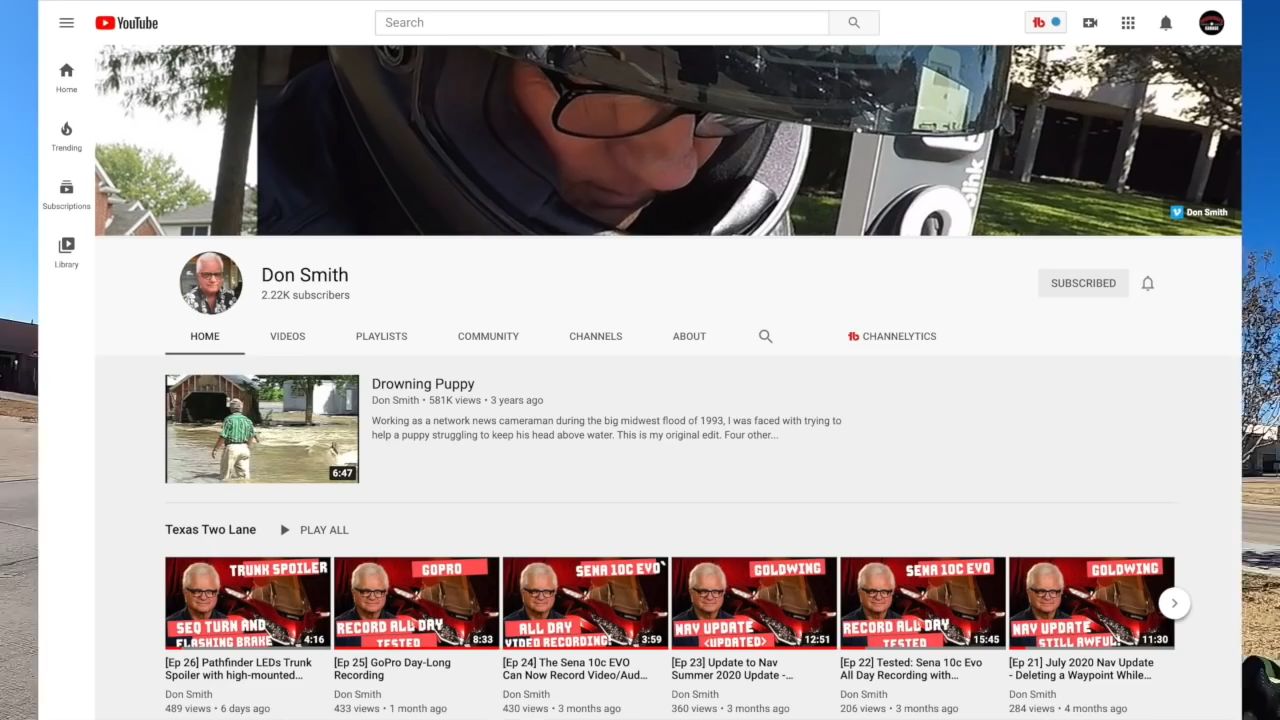 YouTube
Search
Home
Trending
Subscriptions
Library
Don Smith
Don Smith
2.22K subscribers
SUBSCRIBED
HOME
VIDEOS
PLAYLISTS
COMMUNITY
CHANNELS
ABOUT
CHANNELYTICS
6:47
Drowning Puppy
Don Smith • 581K views • 3 years ago
Working as a network news cameraman during the big midwest flood of 1993, I was faced with trying to
help a puppy struggling to keep his head above water. This is my original edit. Four other...
Texas Two Lane
PLAY ALL
TRUNK SPOILER
SEQ TURN AND
FLASHING BRAKE
4:16
[Ep 26] Pathfinder LEDs Trunk
Spoiler with high-mounted...
Don Smith
489 views • 6 days ago
GOPRO
RECORD ALL DAY
TESTED
8:33
[Ep 25] GoPro Day-Long
Recording
Don Smith
433 views • 1 month ago
SENA 10C EVO`
ALL DAY
VIDEO RECORDING!
3:59
[Ep 24] The Sena 10c EVO
Can Now Record Video/Aud...
Don Smith
430 views • 3 months ago
GOLDWING
NAV UPDATE
<UPDATED>
12:51
[Ep 23] Update to Nav
Summer 2020 Update -...
Don Smith
360 views • 3 months ago
SENA 10C EVO
RECORD ALL DAY
TESTED
15:45
[Ep 22] Tested: Sena 10c Evo
All Day Recording with...
Don Smith
206 views • 3 months ago
GOLDWING
NAV UPDATE
STILL AWFUL!
11:30
[Ep 21] July 2020 Nav Update
- Deleting a Waypoint While...
Don Smith
284 views • 4 months ago